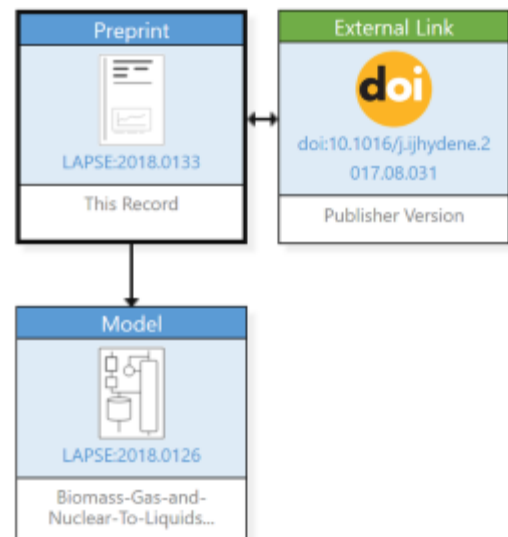 Preprint
LAPSE:2018.0133
This Record
External Link
doi
doi:10.1016/j.ijhydene.2
017.08.031
Publisher Version
Model
LAPSE:2018.0126
Biomass-Gas-and-
Nuclear-To-Liquids...